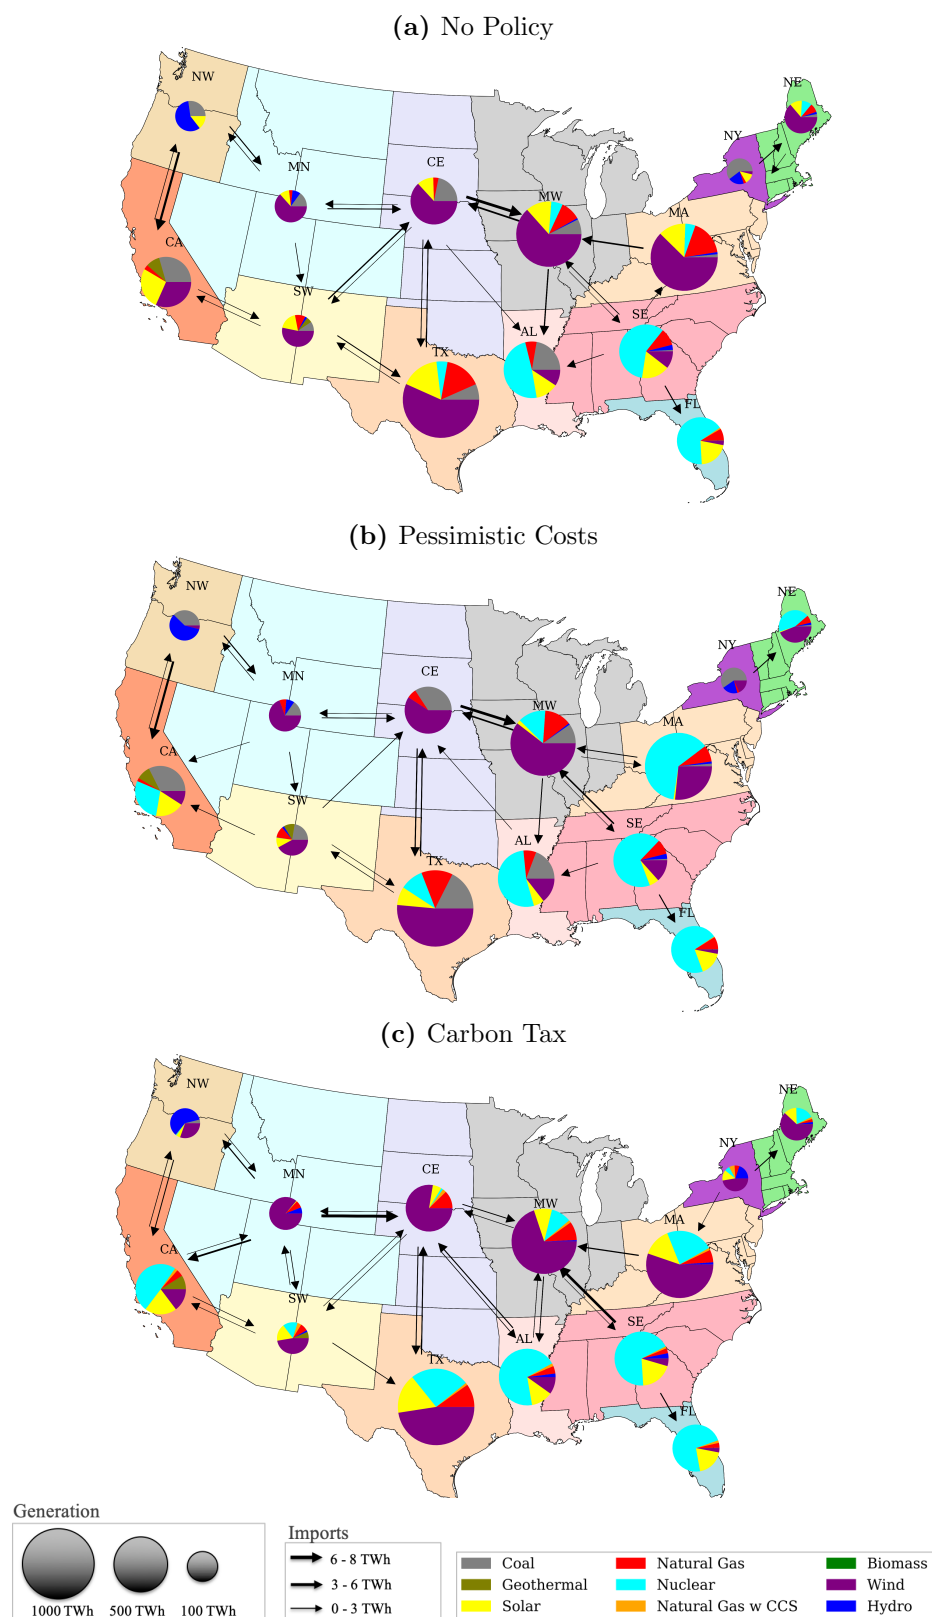 (a) No Policy
NW
NE
NY
MN
CE
MW
MA
CA
SW
SE
AL
TX
FL
(b) Pessimistic Costs
NW
NE
NY
MN
CE
MW
MA
CA
SW
SE
AL
TX
FL
(c) Carbon Tax
NW
NE
NY
MN
CE
MW
MA
CA
SW
SE
AL
TX
FL
Generation
1000 TWh 500 TWh 100 TWh
Imports
6 - 8 TWh
3 - 6 TWh
0 - 3 TWh
Coal Natural Gas Biomass
Geothermal Nuclear Wind
Solar Natural Gas w CCS Hydro